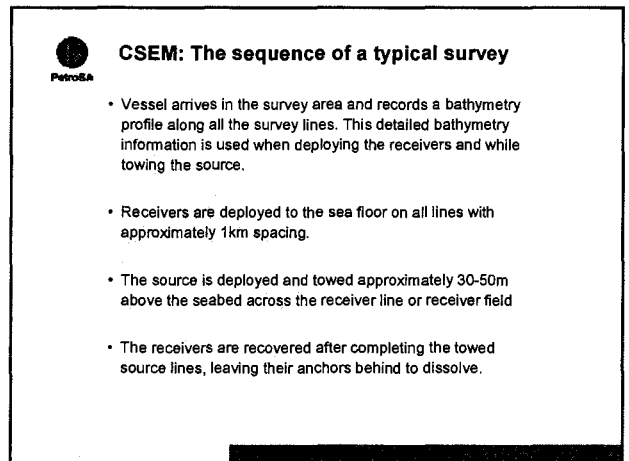 CSEM: The sequence of a typical survey
PetroSA
• Vessel arrives in the survey area and records a bathymetry
profile along all the survey lines. This detailed bathymetry
information is used when deploying the receivers and while
towing the source.
• Receivers are deployed to the sea floor on all lines with
approximately 1km spacing.
• The source is deployed and towed approximately 30-50m
above the seabed across the receiver line or receiver field
• The receivers are recovered after completing the towed
source lines, leaving their anchors behind to dissolve.